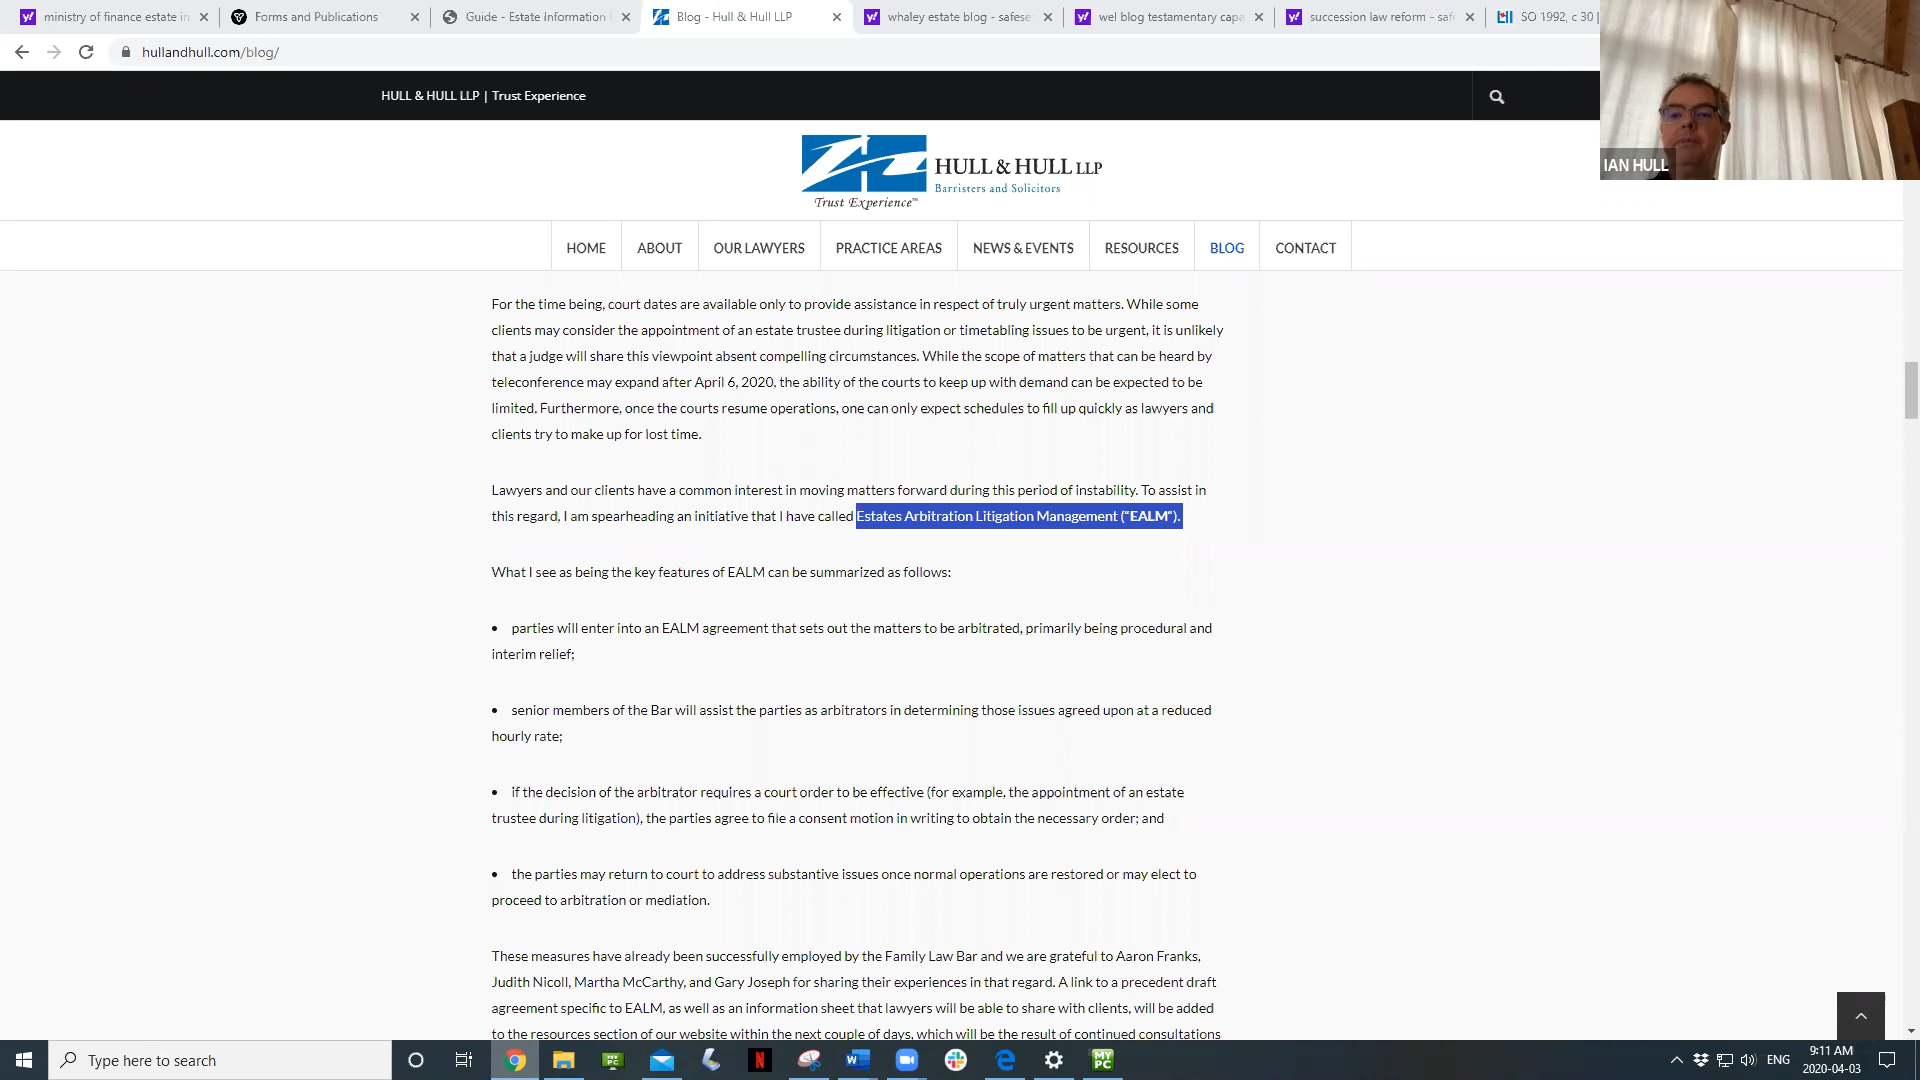 ministry of finance estate in
Forms and Publications
Guide - Estate Information
Blog - Hull & Hull LLP
whaley estate blog - safese
wel blog testamentary capa
succession law reform - saf
SO 1992, c 30 |
hullandhull.com/blog/
HULL & HULL LLP | Trust Experience
HULL & HULL LLP
Barristers and Solicitors
Trust Experience™
IAN HULL
HOME
ABOUT
OUR LAWYERS
PRACTICE AREAS
NEWS & EVENTS
RESOURCES
BLOG
CONTACT
For the time being, court dates are available only to provide assistance in respect of truly urgent matters. While some
clients may consider the appointment of an estate trustee during litigation or timetabling issues to be urgent, it is unlikely
that a judge will share this viewpoint absent compelling circumstances. While the scope of matters that can be heard by
teleconference may expand after April 6, 2020, the ability of the courts to keep up with demand can be expected to be
limited. Furthermore, once the courts resume operations, one can only expect schedules to fill up quickly as lawyers and
clients try to make up for lost time.
Lawyers and our clients have a common interest in moving matters forward during this period of instability. To assist in
this regard, I am spearheading an initiative that I have called Estates Arbitration Litigation Management ("EALM").
What I see as being the key features of EALM can be summarized as follows:
• parties will enter into an EALM agreement that sets out the matters to be arbitrated, primarily being procedural and
interim relief;
• senior members of the Bar will assist the parties as arbitrators in determining those issues agreed upon at a reduced
hourly rate;
• if the decision of the arbitrator requires a court order to be effective (for example, the appointment of an estate
trustee during litigation), the parties agree to file a consent motion in writing to obtain the necessary order; and
• the parties may return to court to address substantive issues once normal operations are restored or may elect to
proceed to arbitration or mediation.
These measures have already been successfully employed by the Family Law Bar and we are grateful to Aaron Franks,
Judith Nicoll, Martha McCarthy, and Gary Joseph for sharing their experiences in that regard. A link to a precedent draft
agreement specific to EALM, as well as an information sheet that lawyers will be able to share with clients, will be added
to the resources section of our website within the next couple of days, which will be the result of continued consultations
Type here to search
ENG
9:11 AM
2020-04-03